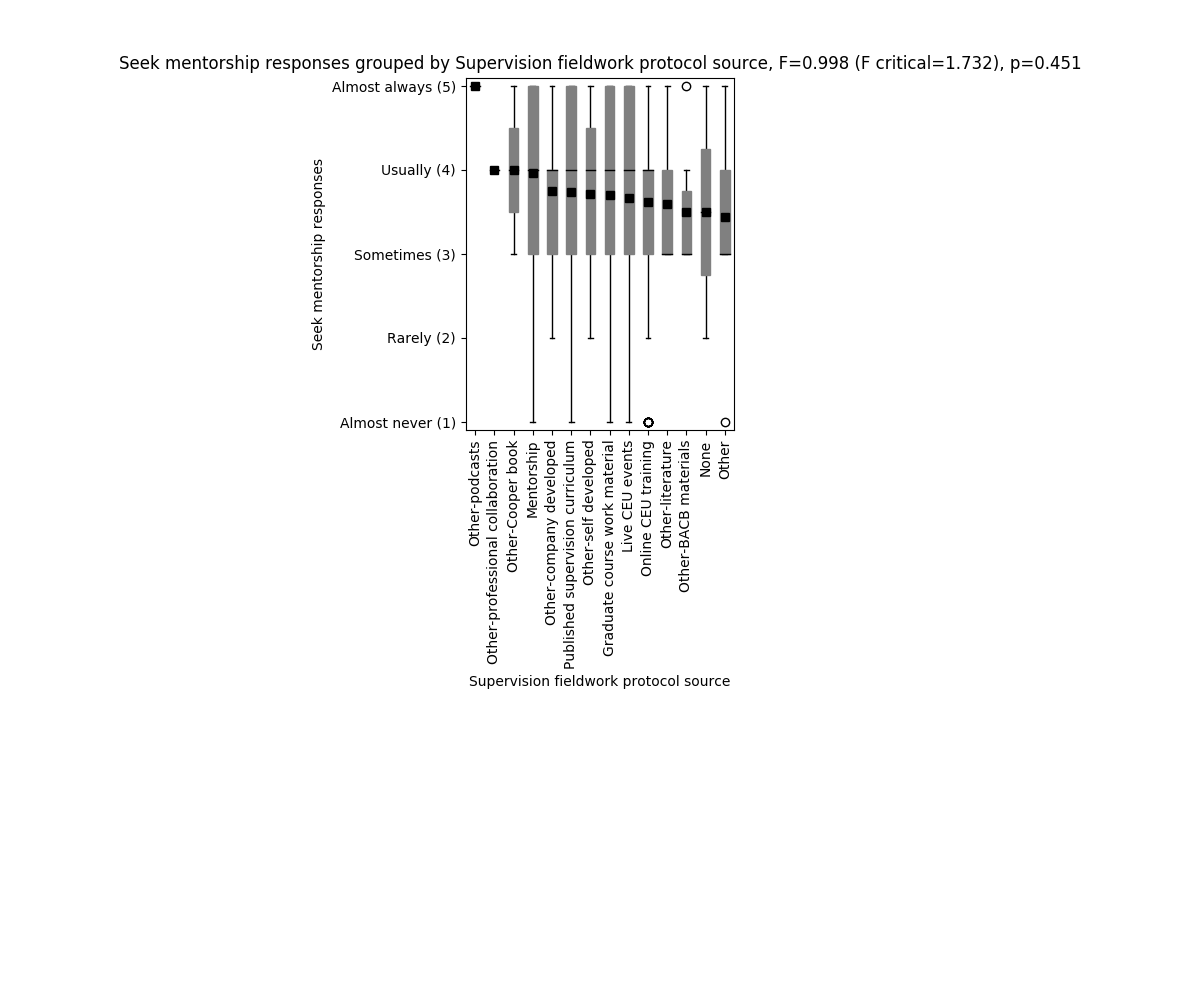 Seek mentorship responses grouped by Supervision fieldwork protocol source, F=0.998 (F critical=1.732), p=0.451
Seek mentorship responses
Almost always (5)
Usually (4)
Sometimes (3)
Rarely (2)
Almost never (1)
Other-podcasts
Other-professional collaboration
Other-Cooper book
Mentorship
Other-company developed
Published supervision curriculum
Other-self developed
Graduate course work material
Live CEU events
Online CEU training
Other-literature
Other-BACB materials
None
Other
Supervision fieldwork protocol source